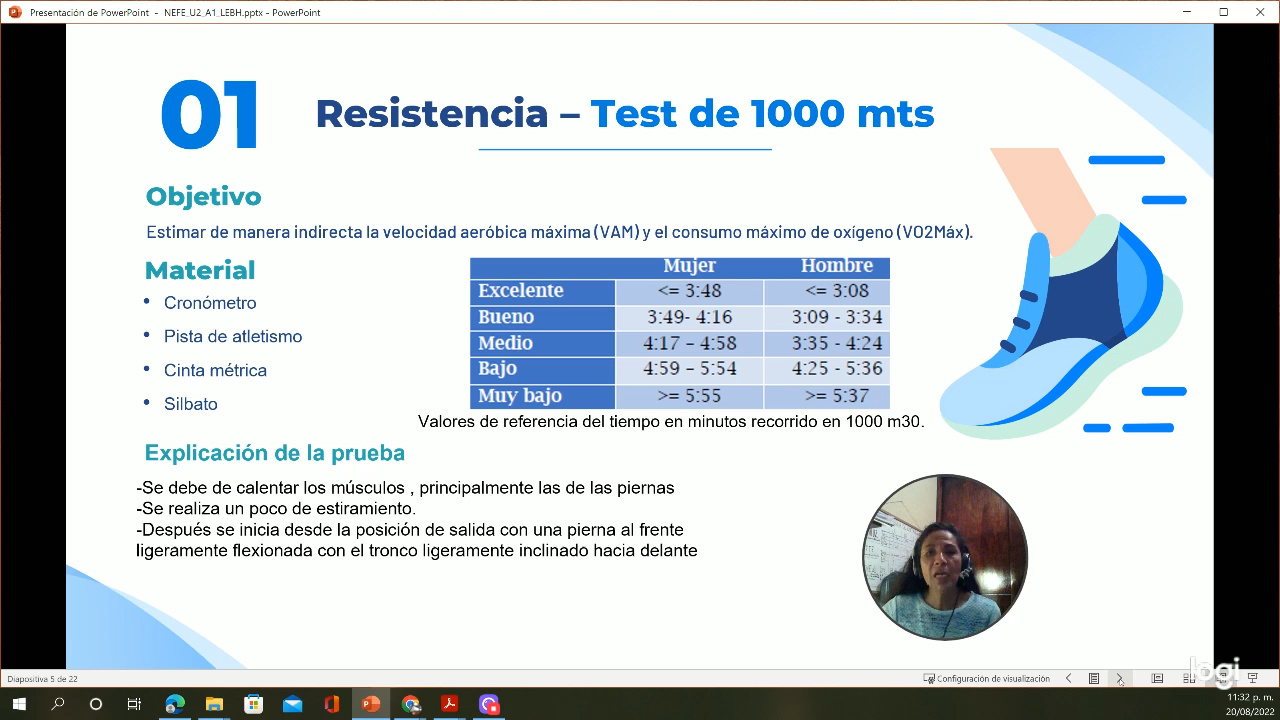 Presentación de PowerPoint - NEFE_U2_A1_LEBH.pptx - PowerPoint
01
Resistencia – Test de 1000 mts
Objetivo
Estimar de manera indirecta la velocidad aeróbica máxima (VAM) y el consumo máximo de oxígeno (VO2Máx).
Material
• Cronómetro
• Pista de atletismo
• Cinta métrica
• Silbato
Mujer Hombre
Excelente <= 3:48 <= 3:08
Bueno 3:49- 4:16 3:09 - 3:34
Medio 4:17 – 4:58 3:35 - 4:24
Bajo 4:59 – 5:54 4:25 - 5:36
Muy bajo >= 5:55 >= 5:37
Valores de referencia del tiempo en minutos recorrido en 1000 m30.
Explicación de la prueba
-Se debe de calentar los músculos , principalmente las de las piernas
-Se realiza un poco de estiramiento.
-Después se inicia desde la posición de salida con una pierna al frente
ligeramente flexionada con el tronco ligeramente inclinado hacia delante
Diapositiva 5 de 22
Configuración de visualización
logi
11:32 p. m.
20/08/2022